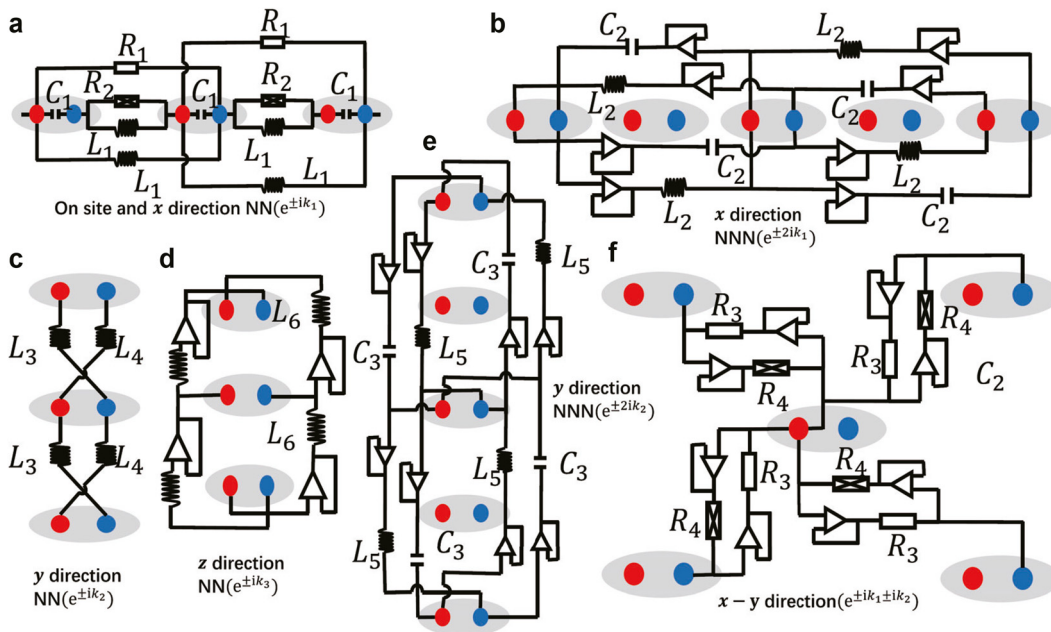 a
R₁
R₁
C₁
R₂
C₁
R₂
C₁
L₁
L₁
L₁
L₁
On site and x direction NN(e^{±ik₁})
b
C₂
L₂
L₂
C₂
C₂
L₂
L₂
C₂
x direction
NNN(e^{±2ik₁})
c
L₃
L₄
L₃
L₄
y direction
NN(e^{±ik₂})
d
L₆
L₆
z direction
NN(e^{±ik₃})
e
C₃
L₅
C₃
L₅
y direction
NNN(e^{±2ik₂})
L₅
C₃
L₅
C₃
f
R₃
R₄
R₄
R₃
C₂
R₃
R₄
R₄
R₃
x − y direction(e^{±ik₁±ik₂})